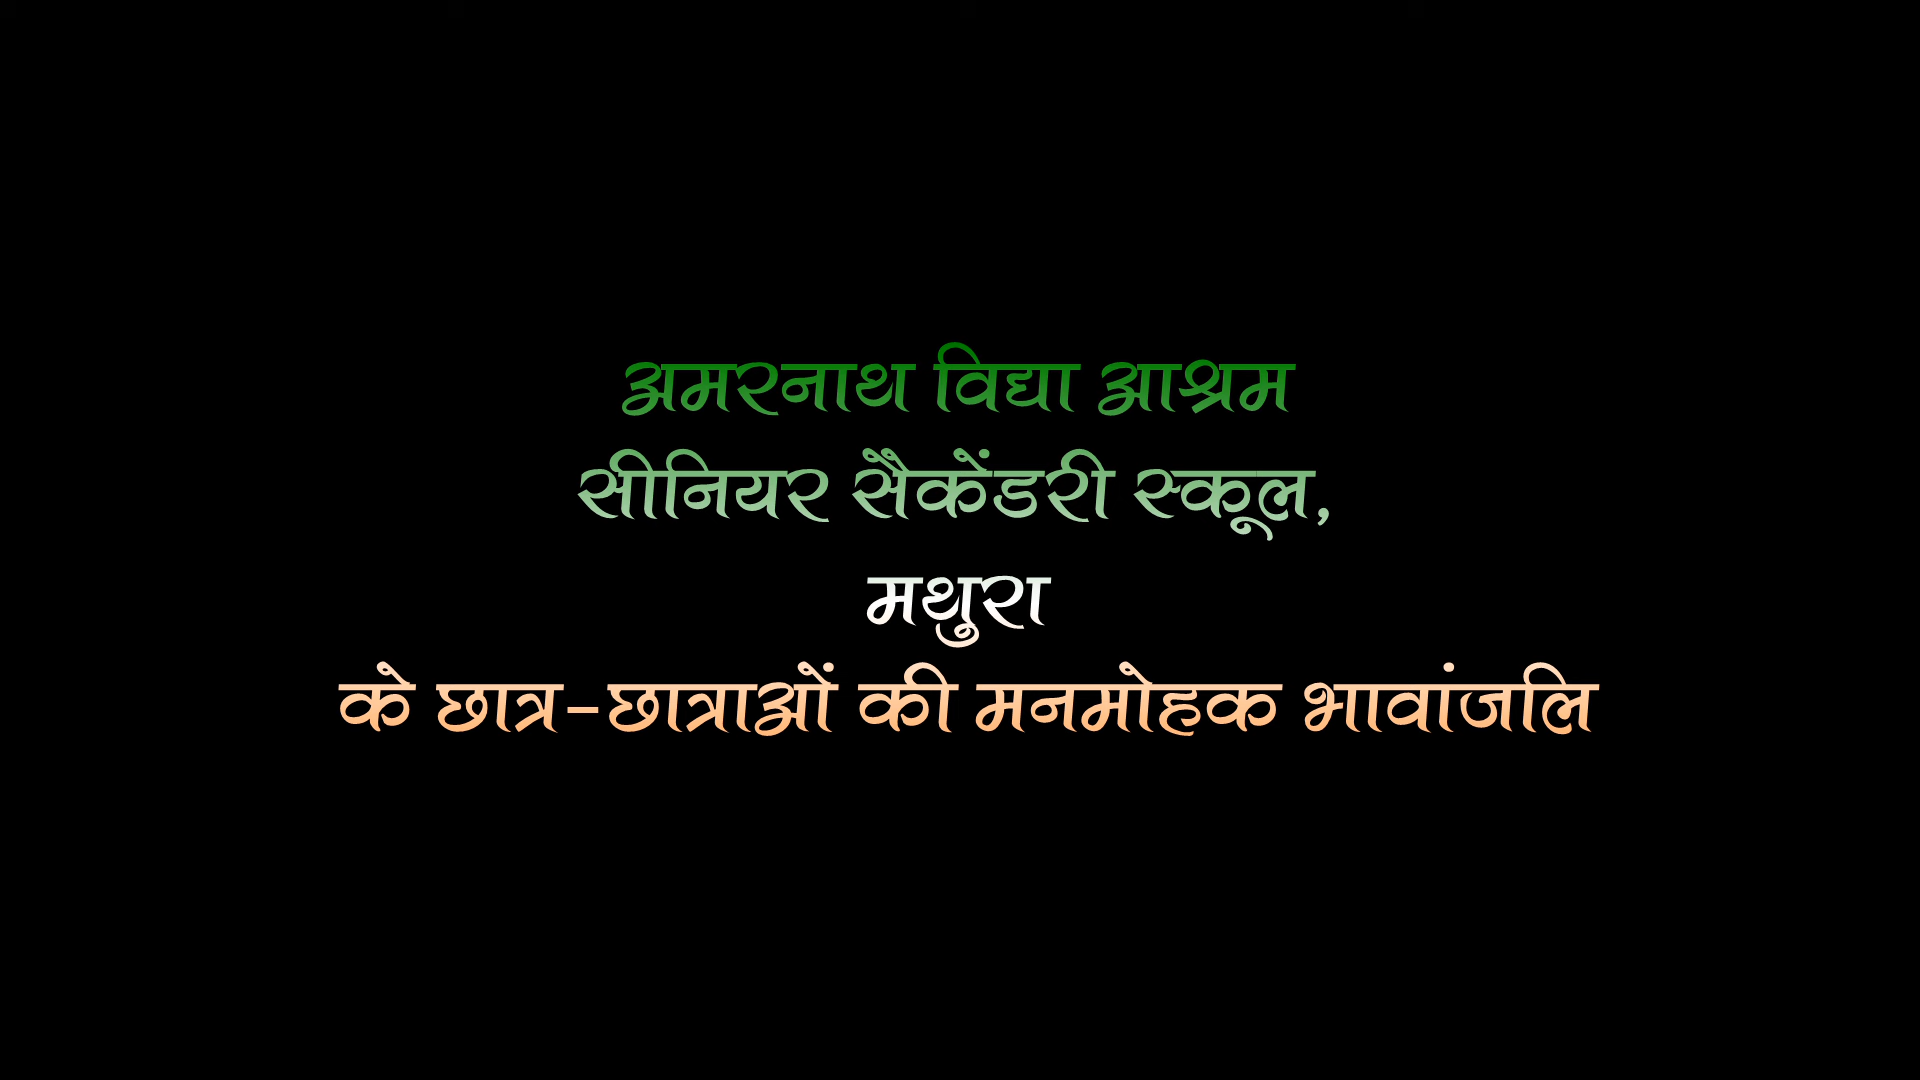 अमरनाथ विद्या आश्रम
सीनियर सैकेंडरी स्कूल,
मथुरा
के छात्र-छात्राओं की मनमोहक भावांजलि